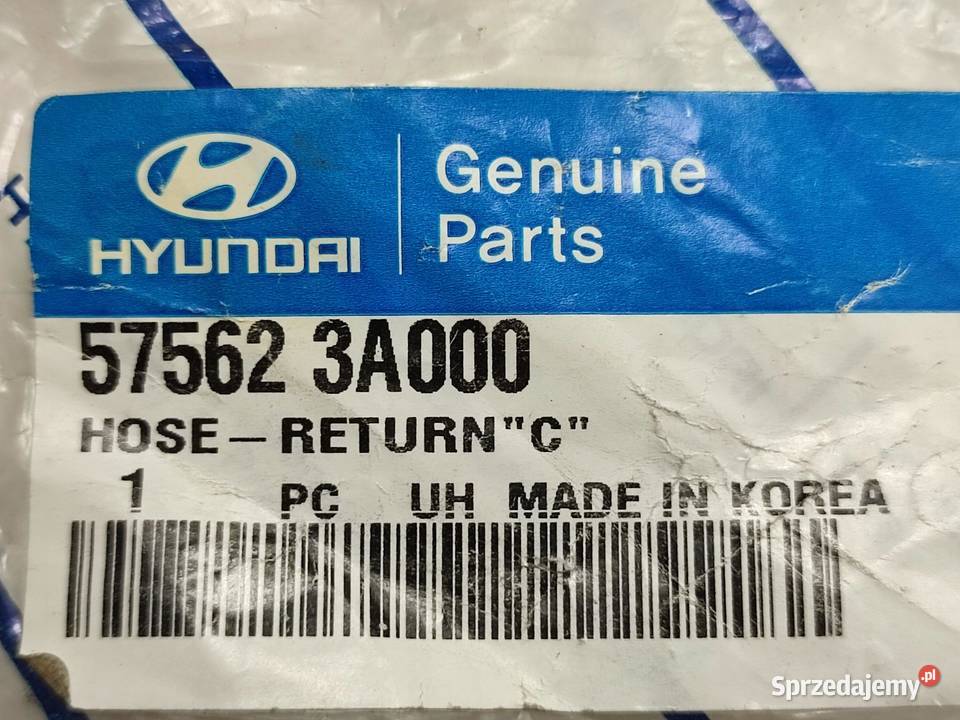 HYUNDAI
Genuine
Parts
57562 3A000
HOSE-RETURN"C"
1 PC UH MADE IN KOREA
Sprzedajemy.pl